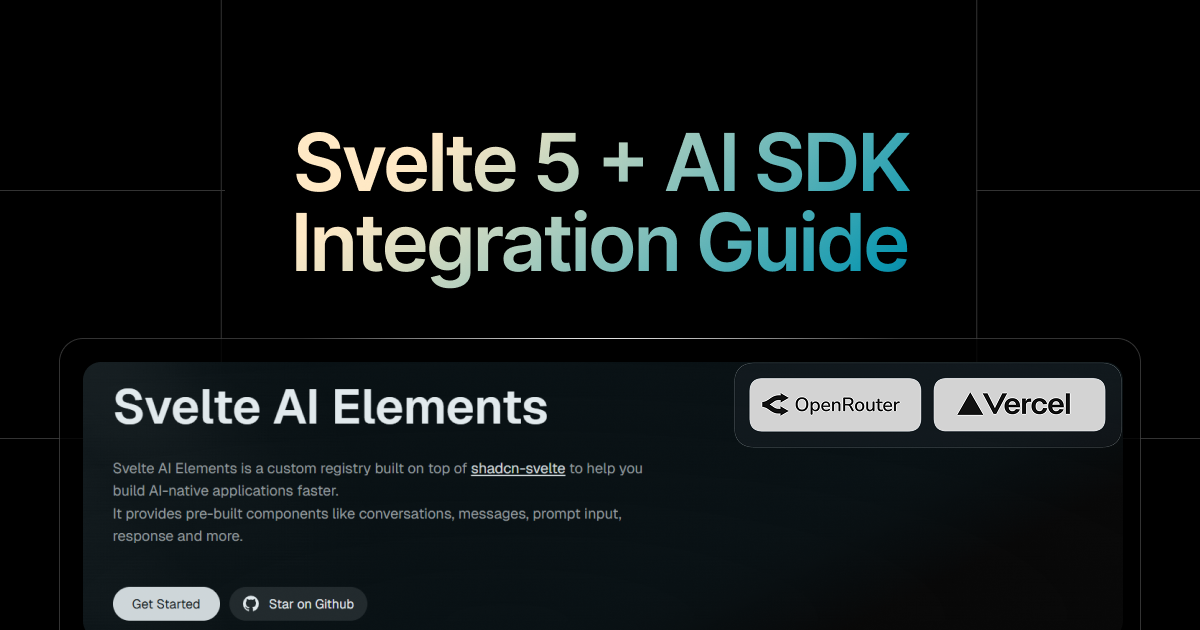 Svelte 5 + AI SDK
Integration Guide
Svelte AI Elements
OpenRouter
Vercel
Svelte AI Elements is a custom registry built on top of shadcn-svelte to help you
build AI-native applications faster.
It provides pre-built components like conversations, messages, prompt input,
response and more.
Get Started
Star on Github